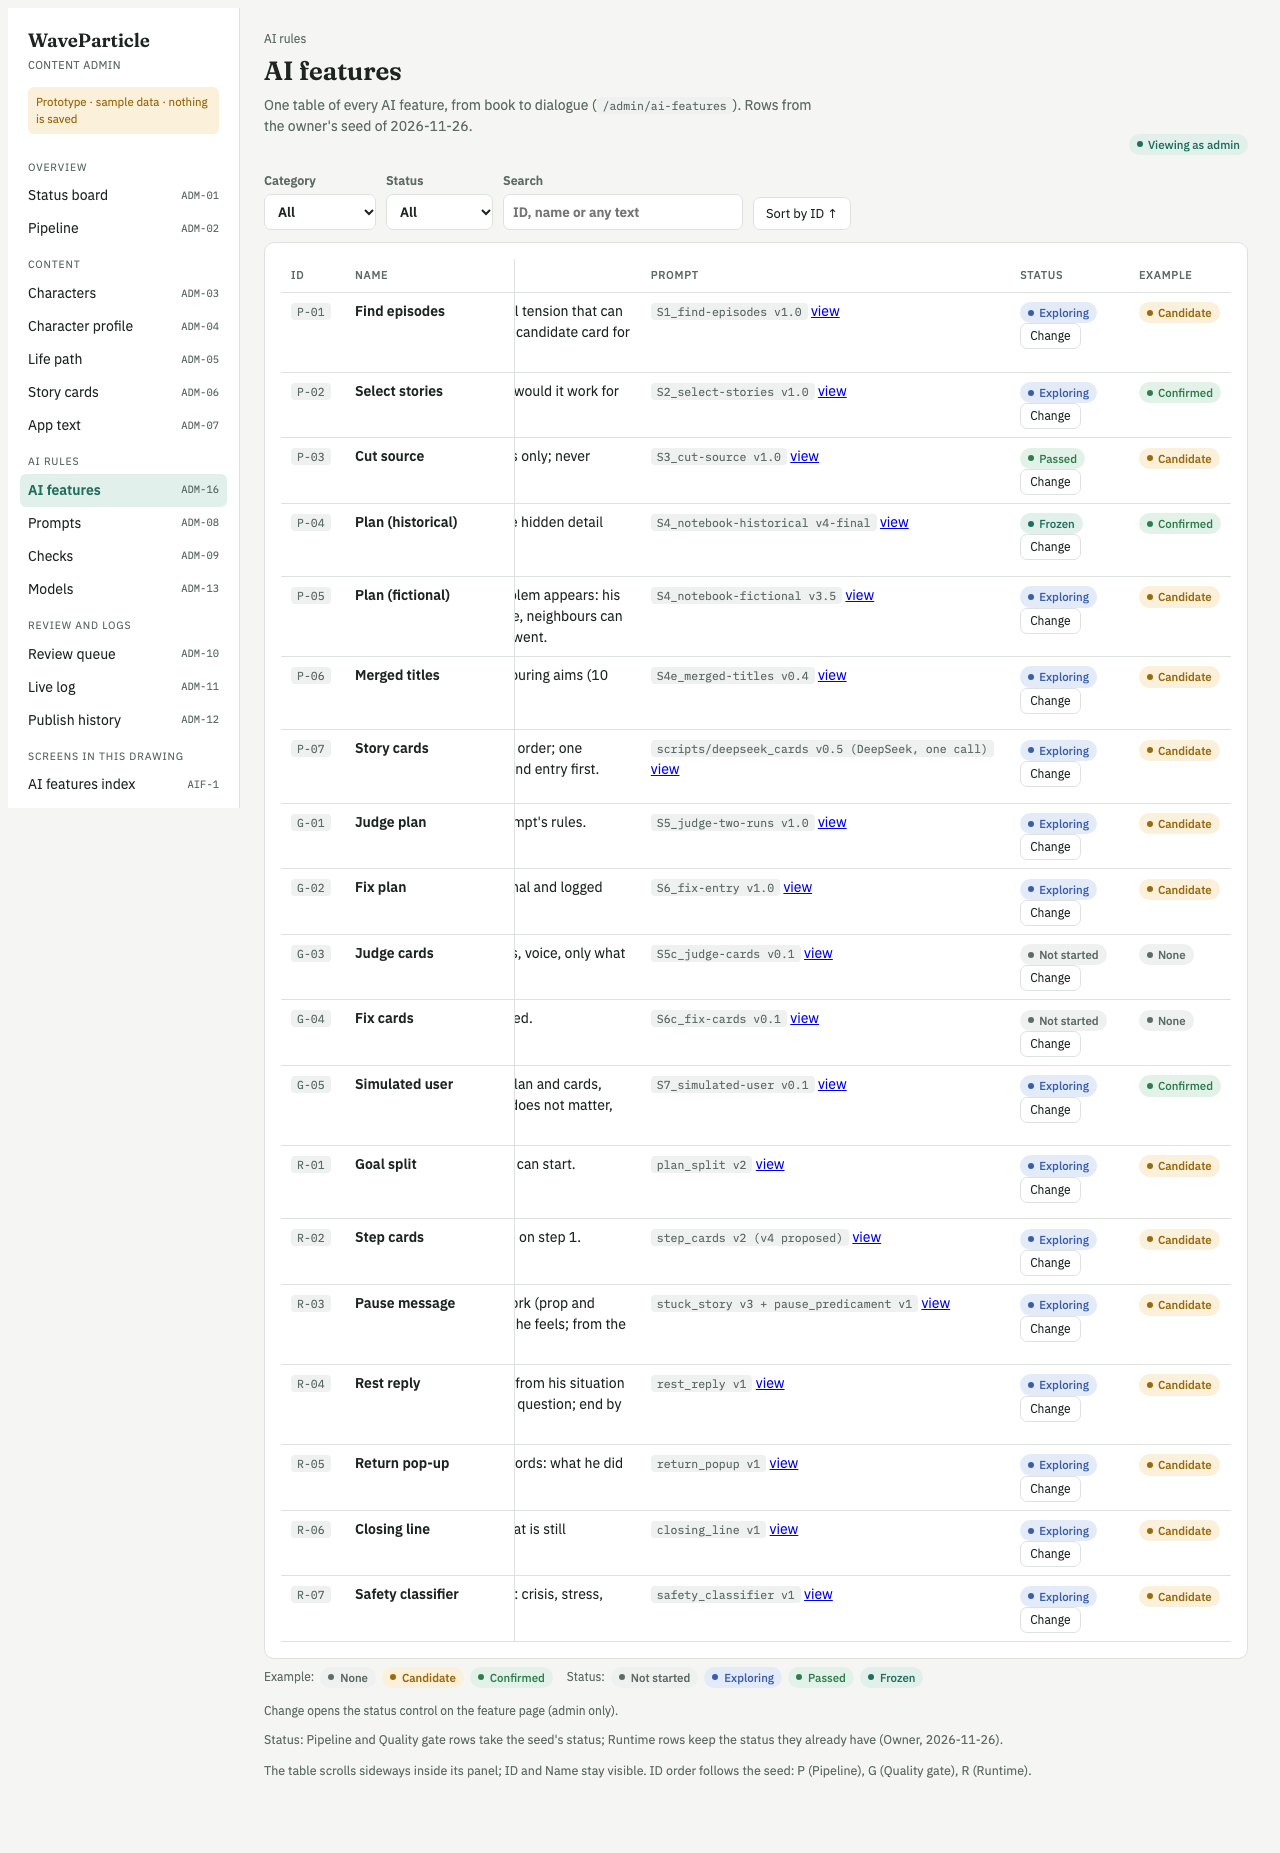 WaveParticle
CONTENT ADMIN
Prototype · sample data · nothing
is saved
OVERVIEW
Status board ADM-01
Pipeline ADM-02
CONTENT
Characters ADM-03
Character profile ADM-04
Life path ADM-05
Story cards ADM-06
App text ADM-07
AI RULES
AI features ADM-16
Prompts ADM-08
Checks ADM-09
Models ADM-13
REVIEW AND LOGS
Review queue ADM-10
Live log ADM-11
Publish history ADM-12
SCREENS IN THIS DRAWING
AI features index AIF-1
AI rules
AI features
One table of every AI feature, from book to dialogue ( /admin/ai-features ). Rows from
the owner's seed of 2026-11-26.
Viewing as admin
Category Status Search
All All ID, name or any text Sort by ID ↑
ID NAME PROMPT STATUS EXAMPLE
P-01 Find episodes l tension that can S1_find-episodes v1.0 view Exploring Candidate
candidate card for Change
P-02 Select stories would it work for S2_select-stories v1.0 view Exploring Confirmed
Change
P-03 Cut source s only; never S3_cut-source v1.0 view Passed Candidate
Change
P-04 Plan (historical) e hidden detail S4_notebook-historical v4-final view Frozen Confirmed
Change
P-05 Plan (fictional) blem appears: his S4_notebook-fictional v3.5 view Exploring Candidate
e, neighbours can Change
went.
P-06 Merged titles ouring aims (10 S4e_merged-titles v0.4 view Exploring Candidate
Change
P-07 Story cards order; one scripts/deepseek_cards v0.5 (DeepSeek, one call) Exploring Candidate
nd entry first. view Change
G-01 Judge plan mpt's rules. S5_judge-two-runs v1.0 view Exploring Candidate
Change
G-02 Fix plan nal and logged S6_fix-entry v1.0 view Exploring Candidate
Change
G-03 Judge cards s, voice, only what S5c_judge-cards v0.1 view Not started None
Change
G-04 Fix cards ed. S6c_fix-cards v0.1 view Not started None
Change
G-05 Simulated user lan and cards, S7_simulated-user v0.1 view Exploring Confirmed
does not matter, Change
R-01 Goal split can start. plan_split v2 view Exploring Candidate
Change
R-02 Step cards on step 1. step_cards v2 (v4 proposed) view Exploring Candidate
Change
R-03 Pause message ork (prop and stuck_story v3 + pause_predicament v1 view Exploring Candidate
he feels; from the Change
R-04 Rest reply from his situation rest_reply v1 view Exploring Candidate
question; end by Change
R-05 Return pop-up ords: what he did return_popup v1 view Exploring Candidate
Change
R-06 Closing line at is still closing_line v1 view Exploring Candidate
Change
R-07 Safety classifier : crisis, stress, safety_classifier v1 view Exploring Candidate
Change
Example: None Candidate Confirmed Status: Not started Exploring Passed Frozen
Change opens the status control on the feature page (admin only).
Status: Pipeline and Quality gate rows take the seed's status; Runtime rows keep the status they already have (Owner, 2026-11-26).
The table scrolls sideways inside its panel; ID and Name stay visible. ID order follows the seed: P (Pipeline), G (Quality gate), R (Runtime).